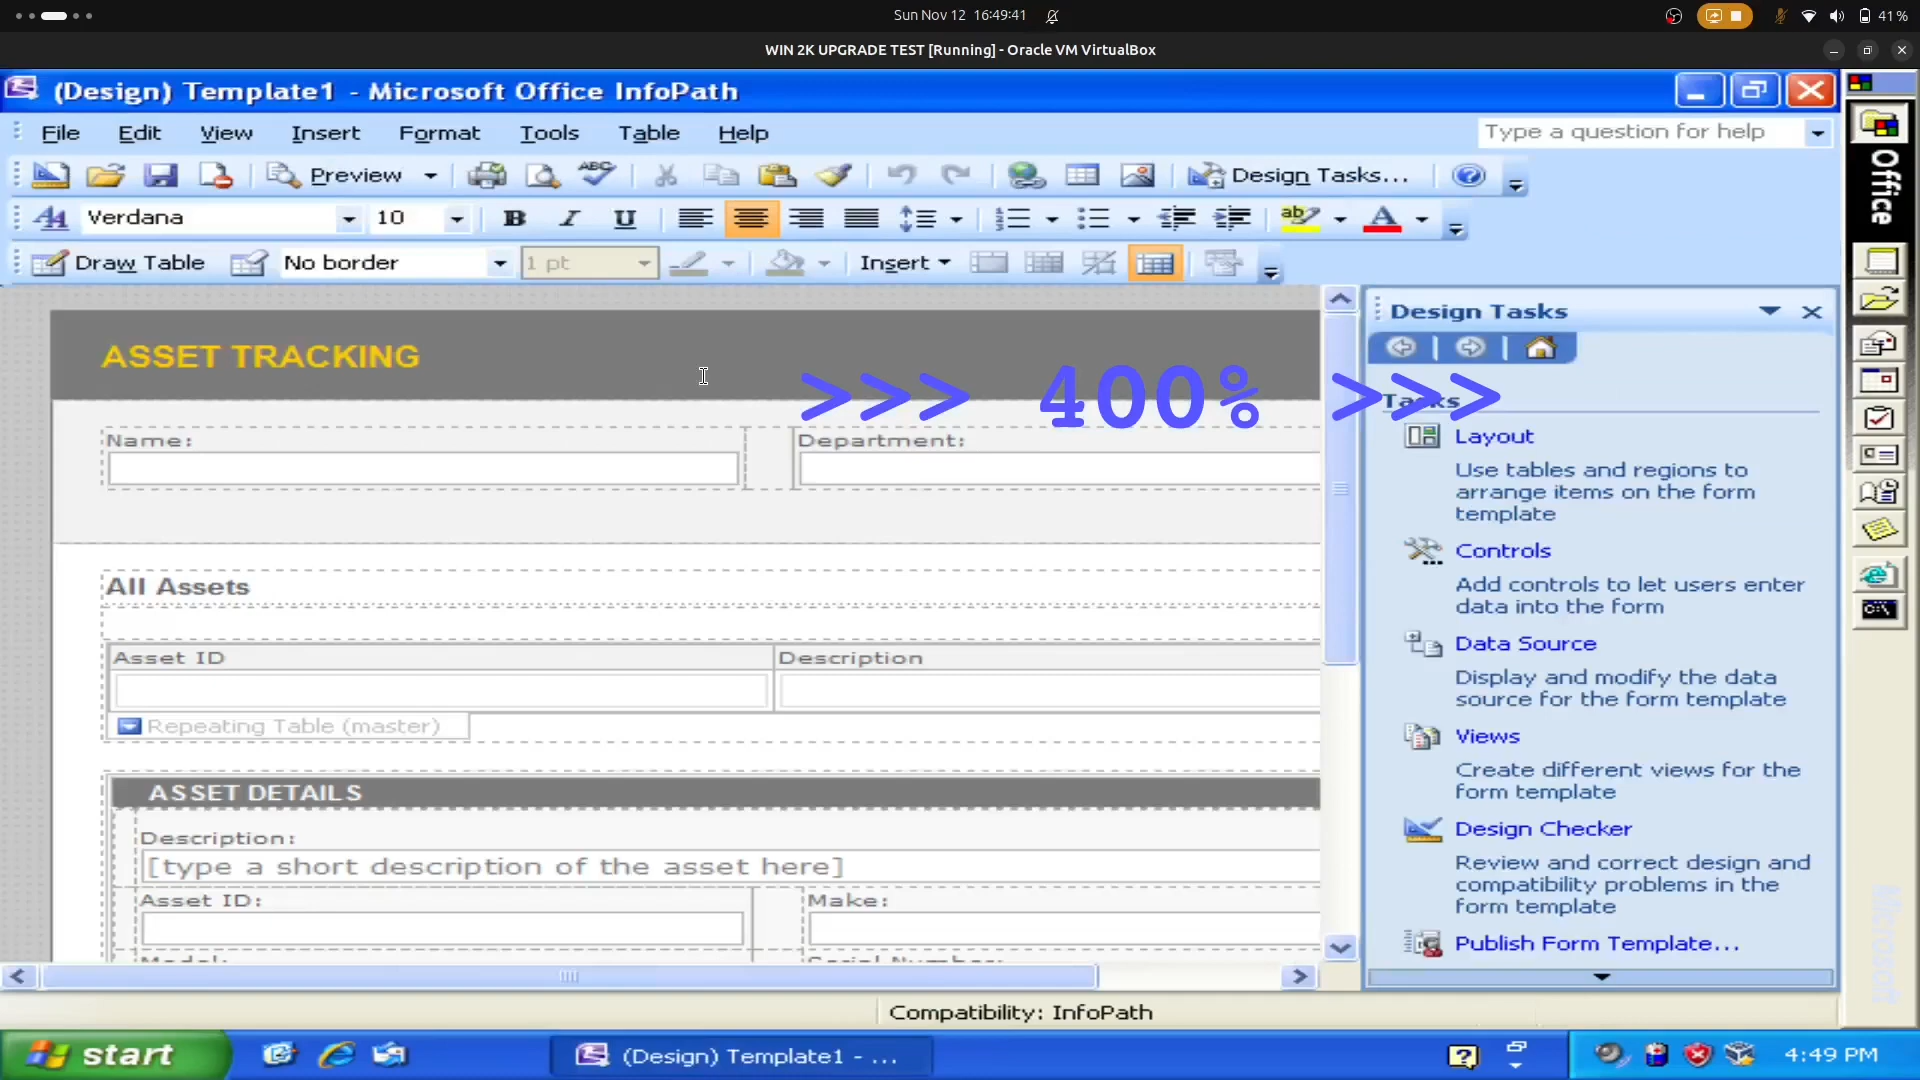 Sun Nov 12 16:49:41
41%
WIN 2K UPGRADE TEST [Running] - Oracle VM VirtualBox
(Design) Template1 - Microsoft Office InfoPath
File Edit View Insert Format Tools Table Help
Type a question for help
Preview
Design Tasks...
Verdana
10
B I U
Draw Table
No border
1 pt
Insert
Office
ASSET TRACKING
>>> 400% >>>
Name:
Department:
All Assets
Asset ID
Description
Repeating Table (master)
ASSET DETAILS
Description:
[type a short description of the asset here]
Asset ID:
Make:
Model:
Serial Number:
Design Tasks
Tasks
Layout
Use tables and regions to
arrange items on the form
template
Controls
Add controls to let users enter
data into the form
Data Source
Display and modify the data
source for the form template
Views
Create different views for the
form template
Design Checker
Review and correct design and
compatibility problems in the
form template
Publish Form Template...
Microsoft
Compatibility: InfoPath
start
(Design) Template1 - ...
4:49 PM